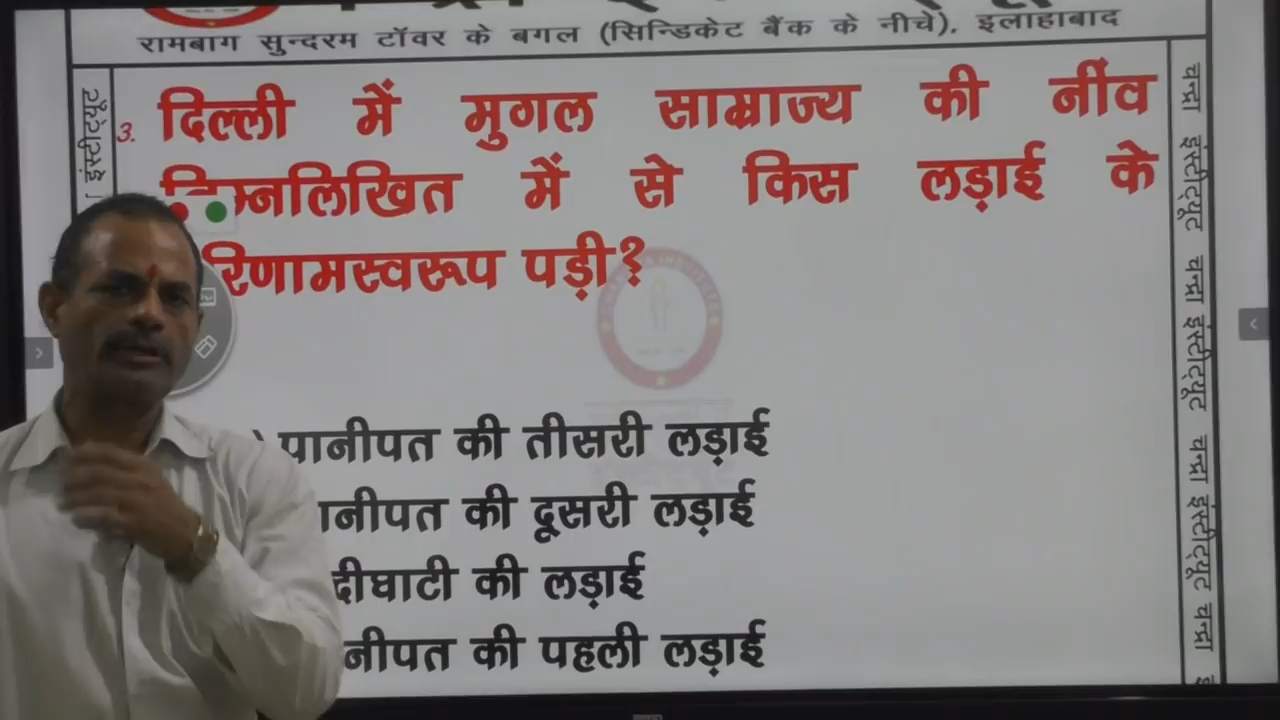 रामबाग सुन्दरम टॉवर के बगल (सिन्डिकेट बैंक के नीचे). इलाहाबाद
3. दिल्ली में मुगल साम्राज्य की नींव
निम्नलिखित में से किस लड़ाई के
रिणामस्वरूप पड़ी?
पानीपत की तीसरी लड़ाई
ानीपत की दूसरी लड़ाई
दीघाटी की लड़ाई
नीपत की पहली लड़ाई
इंस्टीट्यूट
चन्द्रा इंस्टीट्यूट चन्द्रा इंस्टीट्यूट चन्द्रा इंस्टीट्यूट चन्द्रा